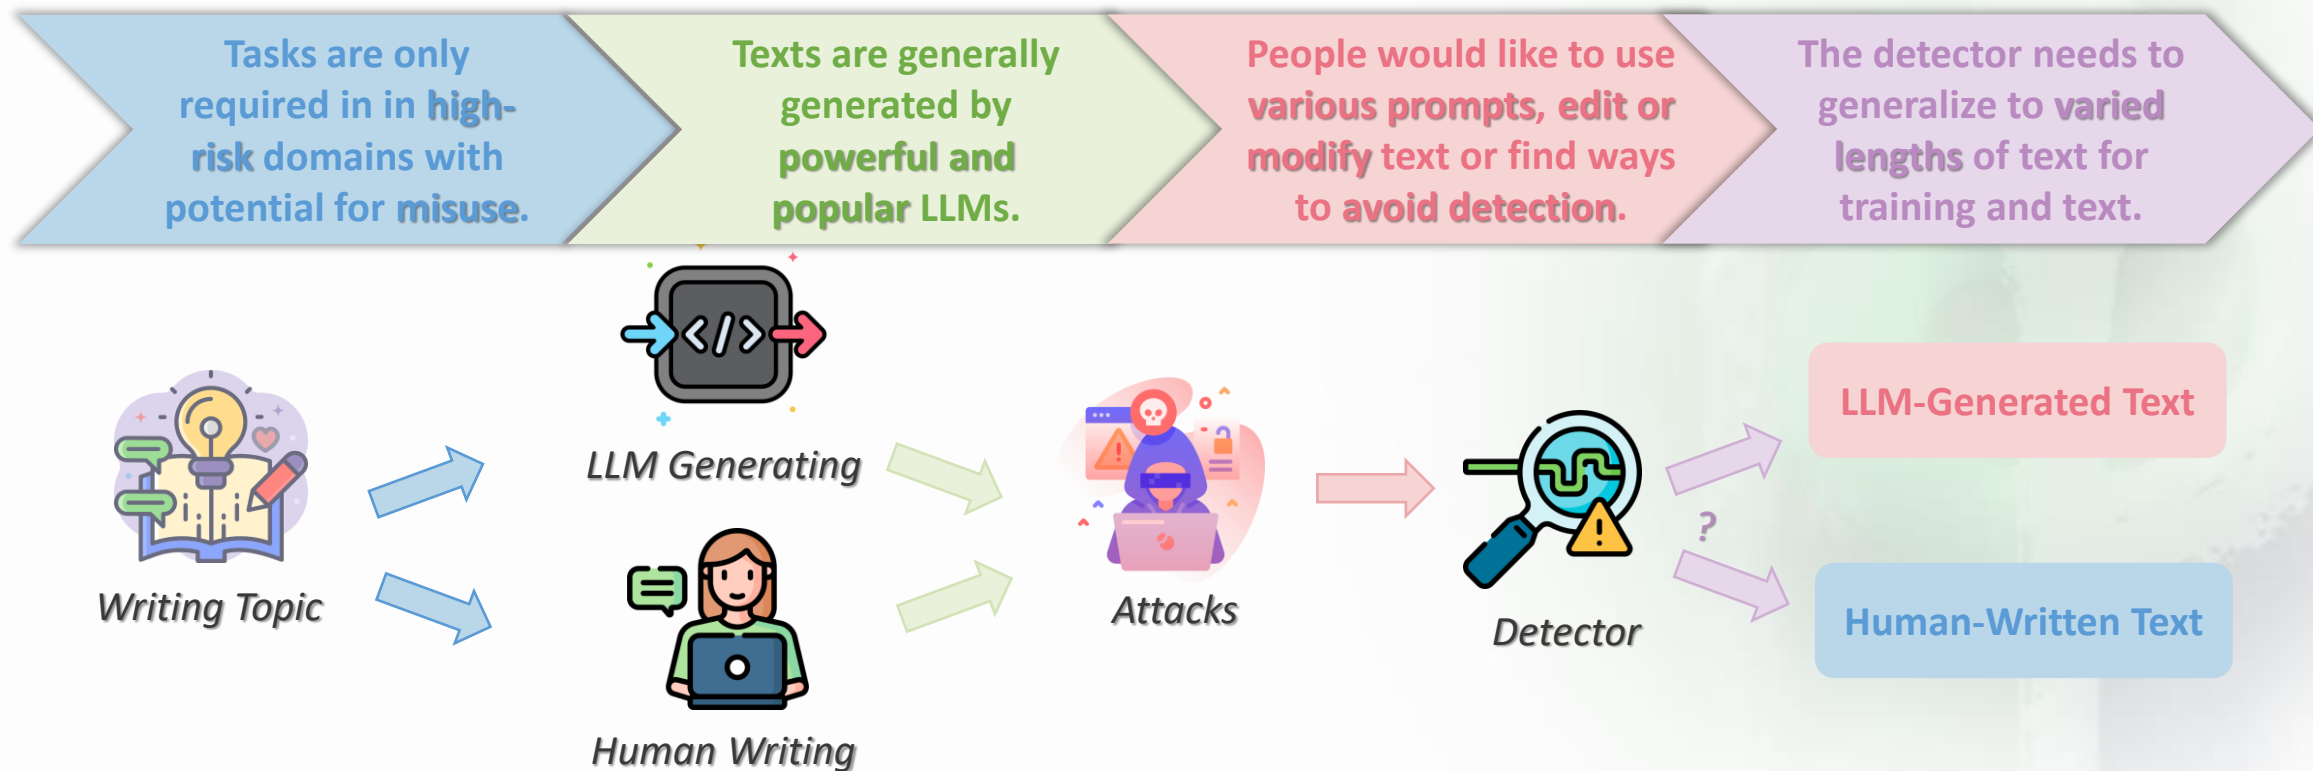 Tasks are only
required in in high-
risk domains with
potential for misuse.
Texts are generally
generated by
powerful and
popular LLMs.
People would like to use
various prompts, edit or
modify text or find ways
to avoid detection.
The detector needs to
generalize to varied
lengths of text for
training and text.
</>
LLM Generating
Writing Topic
Human Writing
Attacks
Detector
?
LLM-Generated Text
Human-Written Text